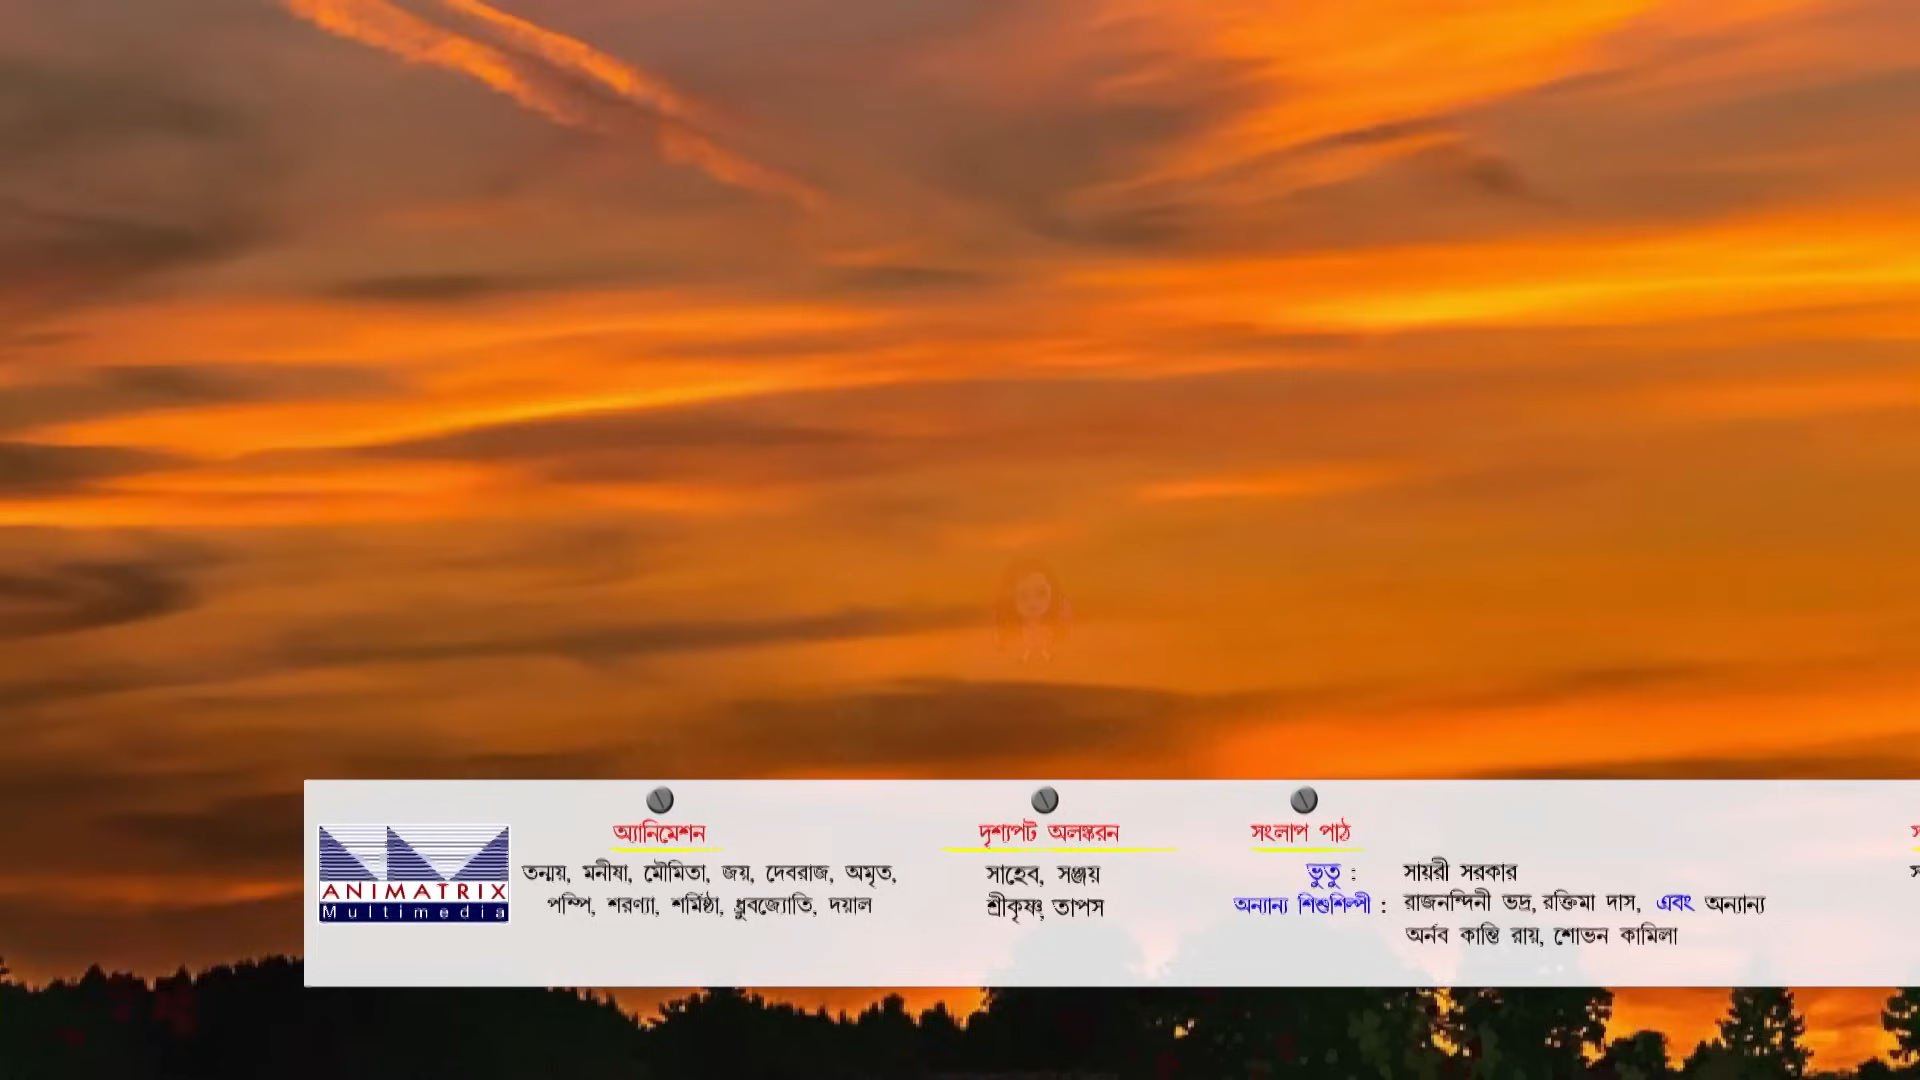 ANIMATRIX
Multimedia
অ্যানিমেশন
তন্ময়, মনীষা, মৌমিতা, জয়, দেবরাজ, অমৃত,
পম্পি, শরণ্যা, শর্মিষ্ঠা, ধ্রুবজ্যোতি, দয়াল
দৃশ্যপট অলঙ্করন
সাহেব, সঞ্জয়
শ্রীকৃষ্ণ, তাপস
সংলাপ পাঠ
ভুতু : সায়রী সরকার
অন্যান্য শিশুশিল্পী : রাজনন্দিনী ভদ্র, রক্তিমা দাস, এবং অন্যান্য
অর্নব কান্তি রায়, শোভন কামিলা